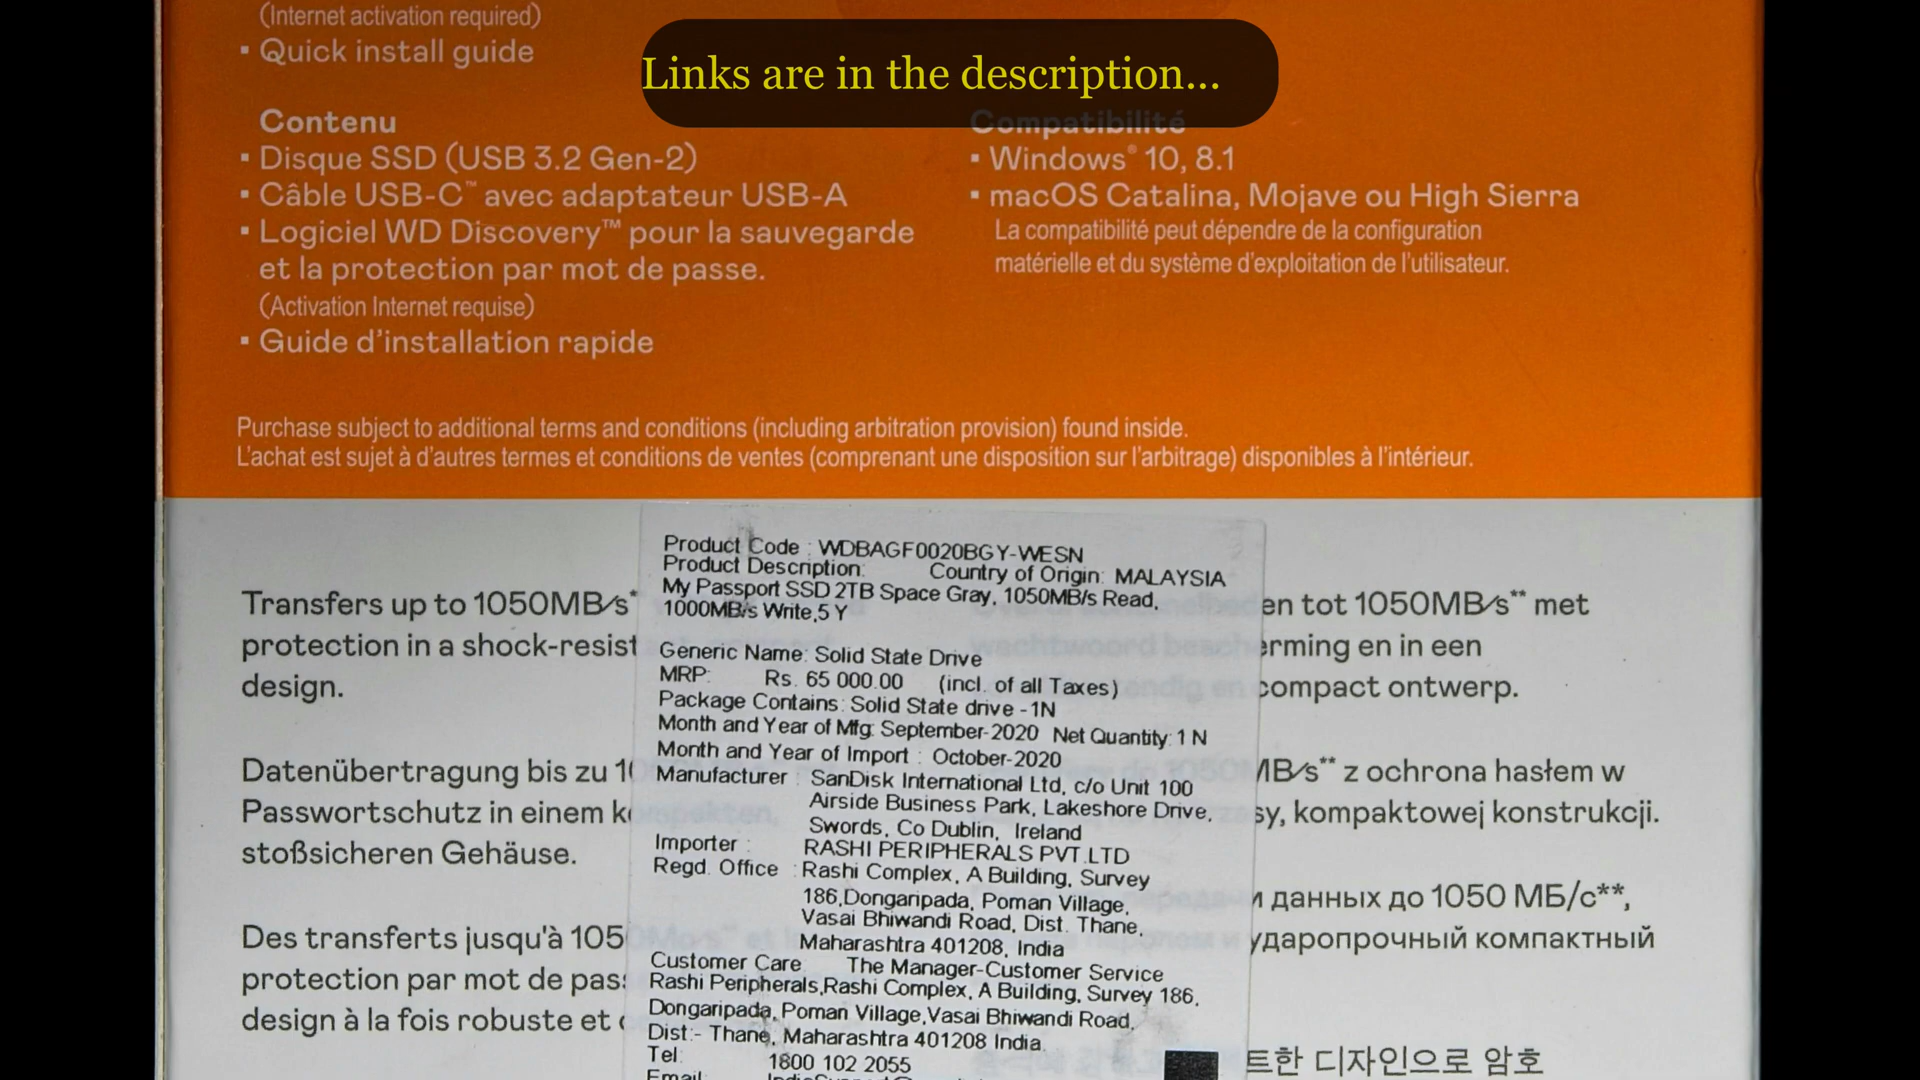 (Internet activation required)
▪ Quick install guide
Links are in the description...
Contenu
▪ Disque SSD (USB 3.2 Gen-2)
▪ Câble USB-C™ avec adaptateur USB-A
▪ Logiciel WD Discovery™ pour la sauvegarde
et la protection par mot de passe.
(Activation Internet requise)
▪ Guide d'installation rapide
Compatibilité
▪ Windows® 10, 8.1
▪ macOS Catalina, Mojave ou High Sierra
La compatibilité peut dépendre de la configuration
matérielle et du système d'exploitation de l'utilisateur.
Purchase subject to additional terms and conditions (including arbitration provision) found inside.
L'achat est sujet à d'autres termes et conditions de ventes (comprenant une disposition sur l'arbitrage) disponibles à l'intérieur.
Transfers up to 1050MB/s*
protection in a shock-resist
design.
Datenübertragung bis zu
Passwortschutz in einem
stoßsicheren Gehäuse.
Des transferts jusqu'à 105
protection par mot de pass
design à la fois robuste et
Product Code : WDBAGF0020BGY-WESN
Product Description: Country of Origin: MALAYSIA
My Passport SSD 2TB Space Gray, 1050MB/s Read,
1000MB/s Write,5 Y
Generic Name: Solid State Drive
MRP: Rs. 65 000.00 (incl. of all Taxes)
Package Contains: Solid State drive -1N
Month and Year of Mfg: September-2020 Net Quantity: 1 N
Month and Year of Import : October-2020
Manufacturer : SanDisk International Ltd, c/o Unit 100
Airside Business Park, Lakeshore Drive,
Swords, Co Dublin, Ireland
Importer : RASHI PERIPHERALS PVT.LTD
Regd. Office : Rashi Complex, A Building, Survey
186,Dongaripada, Poman Village,
Vasai Bhiwandi Road, Dist. Thane,
Maharashtra 401208, India
Customer Care The Manager-Customer Service
Rashi Peripherals,Rashi Complex, A Building, Survey 186,
Dongaripada, Poman Village,Vasai Bhiwandi Road,
Dist:- Thane, Maharashtra 401208 India.
Tel: 1800 102 2055
Email:
en tot 1050MB/s** met
erming en in een
compact ontwerp.
MB/s** z ochrona hasłem w
sy, kompaktowej konstrukcji.
и данных до 1050 МБ/с**,
ударопрочный компактный
트한 디자인으로 암호